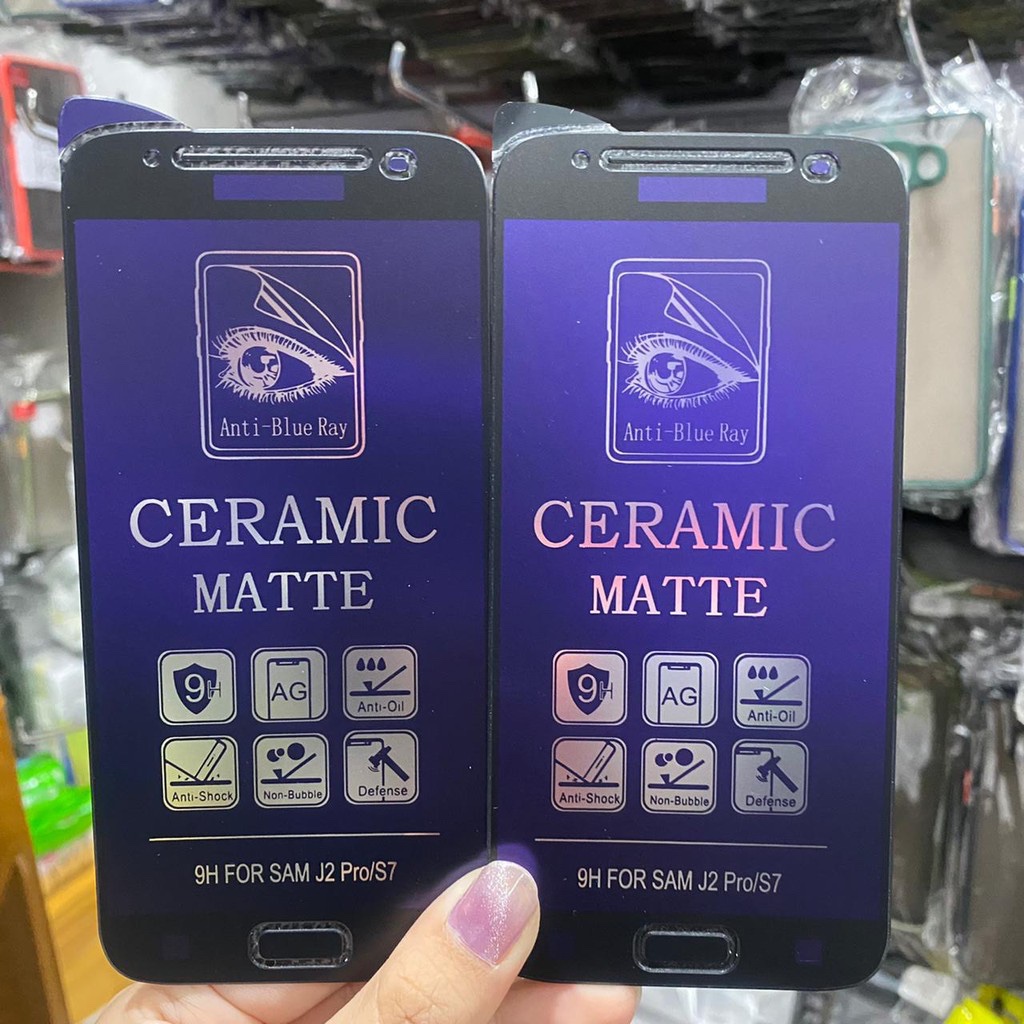 Anti-Blue Ray
CERAMIC
MATTE
9H
AG
Anti-Oil
Anti-Shock
Non-Bubble
Defense
9H FOR SAM J2 Pro/S7
Anti-Blue Ray
CERAMIC
MATTE
9H
AG
Anti-Oil
Anti-Shock
Non-Bubble
Defense
9H FOR SAM J2 Pro/S7